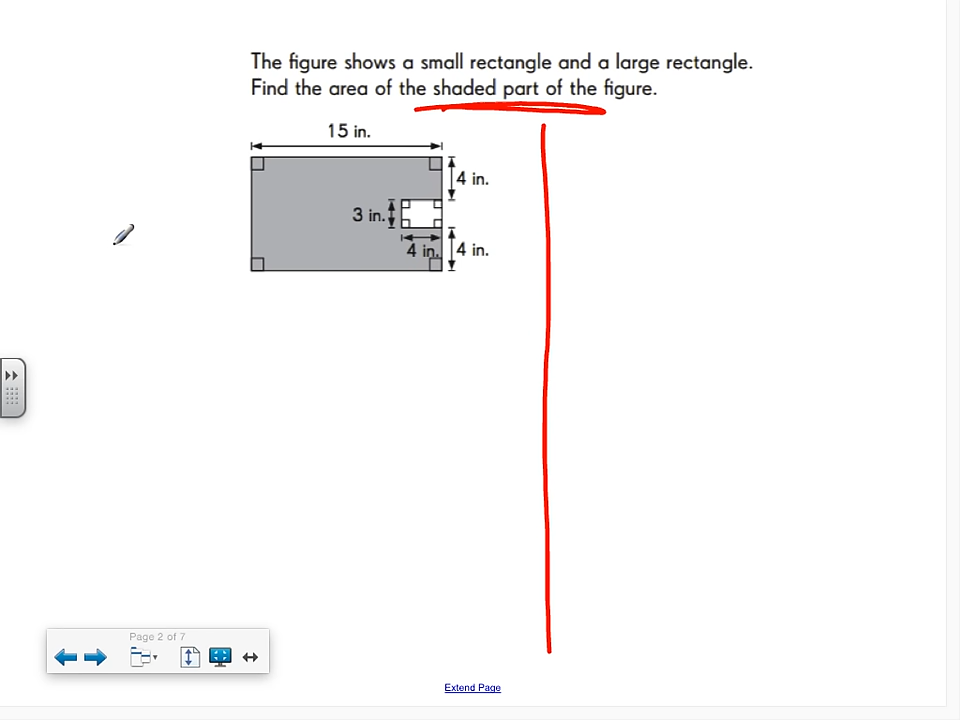 The figure shows a small rectangle and a large rectangle.
Find the area of the shaded part of the figure.
15 in.
4 in.
3 in.
4 in.
4 in.
Page 2 of 7
Extend Page